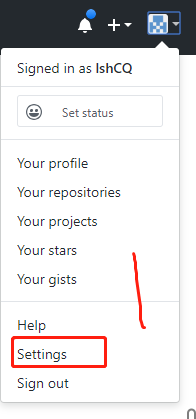 Signed in as lshCQ
Set status
Your profile
Your repositories
Your projects
Your stars
Your gists
Help
Settings
Sign out